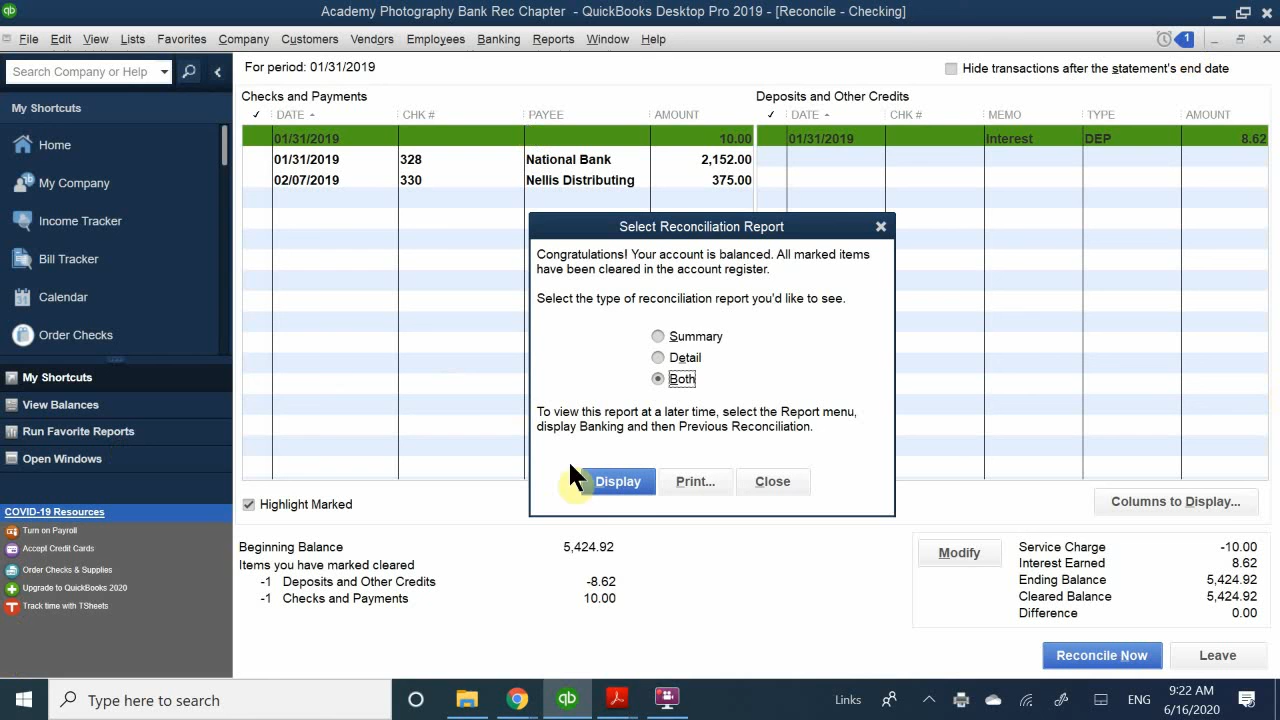 Academy Photography Bank Rec Chapter - QuickBooks Desktop Pro 2019 - [Reconcile - Checking]
File Edit View Lists Favorites Company Customers Vendors Employees Banking Reports Window Help
1
Search Company or Help
For period: 01/31/2019
Hide transactions after the statement's end date
My Shortcuts
Home
My Company
Income Tracker
Bill Tracker
Calendar
Order Checks
My Shortcuts
View Balances
Run Favorite Reports
Open Windows
COVID-19 Resources
Turn on Payroll
Accept Credit Cards
Order Checks & Supplies
Upgrade to QuickBooks 2020
Track time with TSheets
Checks and Payments
✓ DATE CHK # PAYEE AMOUNT
01/31/2019 10.00
01/31/2019 328 National Bank 2,152.00
02/07/2019 330 Nellis Distributing 375.00
Deposits and Other Credits
✓ DATE CHK # MEMO TYPE AMOUNT
01/31/2019 Interest DEP 8.62
Select Reconciliation Report
Congratulations! Your account is balanced. All marked items
have been cleared in the account register.
Select the type of reconciliation report you'd like to see.
Summary
Detail
Both
To view this report at a later time, select the Report menu,
display Banking and then Previous Reconciliation.
Display Print... Close
Highlight Marked
Columns to Display...
Beginning Balance 5,424.92
Items you have marked cleared
-1 Deposits and Other Credits -8.62
-1 Checks and Payments 10.00
Modify
Service Charge -10.00
Interest Earned 8.62
Ending Balance 5,424.92
Cleared Balance 5,424.92
Difference 0.00
Reconcile Now Leave
Type here to search
qb
Links
ENG
9:22 AM
6/16/2020